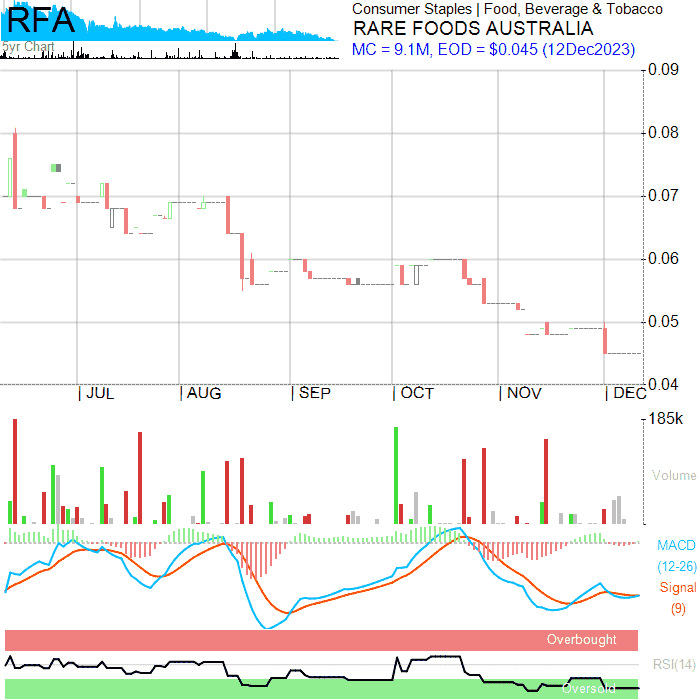 RFA
5yr Chart
Consumer Staples | Food, Beverage & Tobacco
RARE FOODS AUSTRALIA
MC = 9.1M, EOD = $0.045 (12Dec2023)
0.09
0.08
0.07
0.06
0.05
0.04
| JUL | AUG | SEP | OCT | NOV | DEC
185k
Volume
MACD
(12-26)
Signal
(9)
Overbought
RSI(14)
Oversold